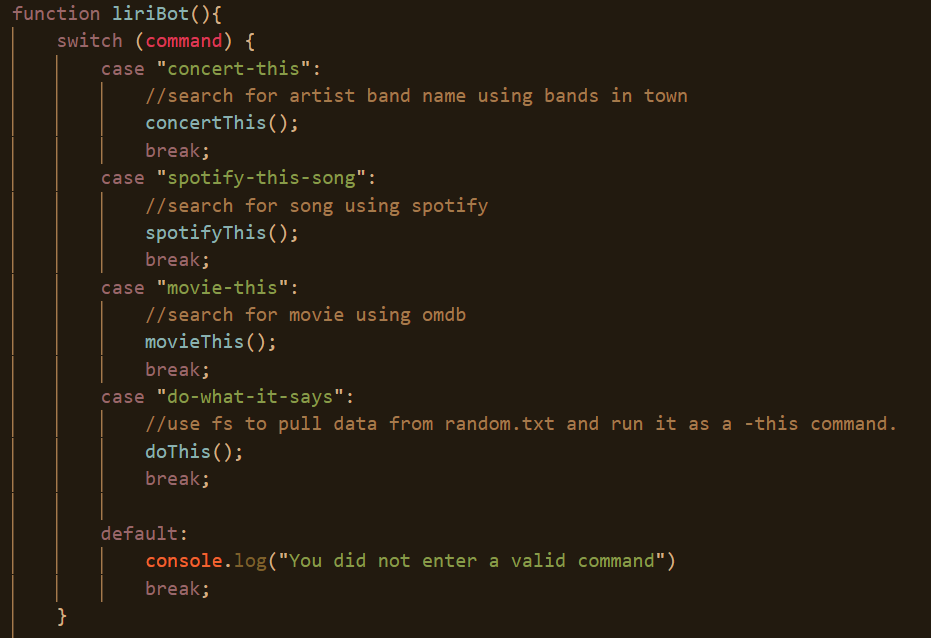 function liriBot(){
    switch (command) {
        case "concert-this":
            //search for artist band name using bands in town
            concertThis();
            break;
        case "spotify-this-song":
            //search for song using spotify
            spotifyThis();
            break;
        case "movie-this":
            //search for movie using omdb
            movieThis();
            break;
        case "do-what-it-says":
            //use fs to pull data from random.txt and run it as a -this command.
            doThis();
            break;

        default:
            console.log("You did not enter a valid command")
            break;
    }